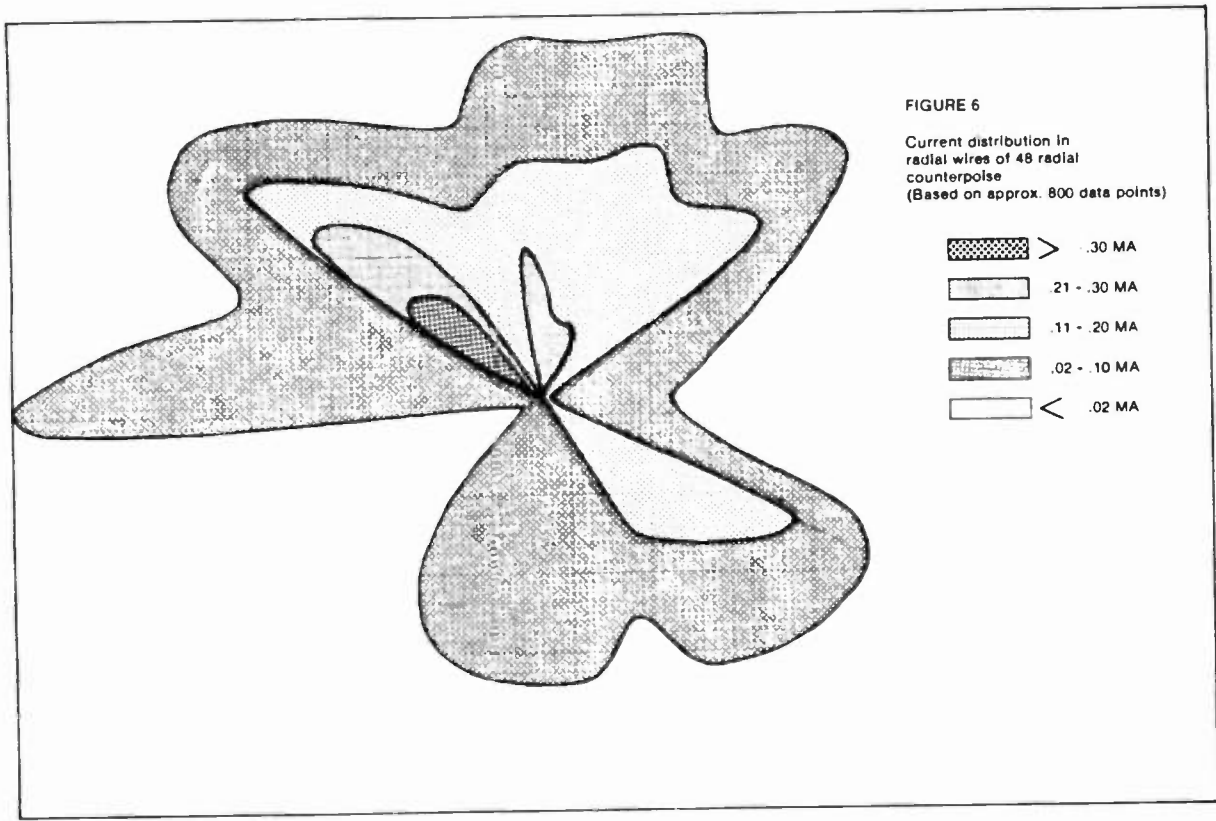 FIGURE 6
Current distribution in
radial wires of 48 radial
counterpoise
(Based on approx. 800 data points)
> .30 MA
.21 - .30 MA
.11 - .20 MA
.02 - .10 MA
< .02 MA